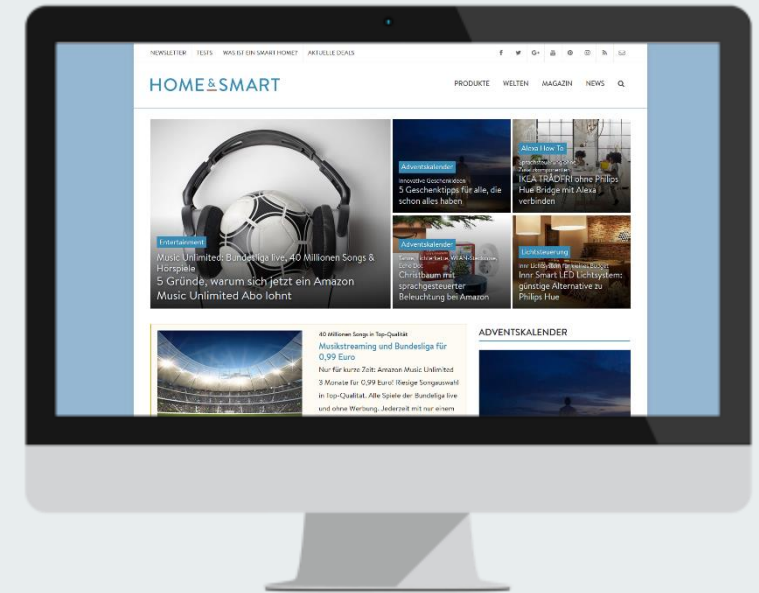 NEWSLETTER TESTS WAS IST EIN SMART HOME? AKTUELLE DEALS
HOME&SMART
PRODUKTE WELTEN MAGAZIN NEWS
Entertainment
Music Unlimited: Bundesliga live, 40 Millionen Songs &
Hörspiele
5 Gründe, warum sich jetzt ein Amazon
Music Unlimited Abo lohnt
Adventskalender
Innovative Geschenkideen
5 Geschenktipps für alle, die
schon alles haben
Alexa How To
Sprachsteuerung ohne
IKEA TRÅDFRI ohne Philips
Hue Bridge mit Alexa
verbinden
Adventskalender
Christbaum mit
sprachgesteuerter
Beleuchtung bei Amazon
Lichtsteuerung
Innr Smart LED Lichtsystem:
günstige Alternative zu
Philips Hue
40 Millionen Songs in Top-Qualität
Musikstreaming und Bundesliga für
0,99 Euro
Nur für kurze Zeit: Amazon Music Unlimited
3 Monate für 0,99 Euro! Riesige Songauswahl
in Top-Qualität. Alle Spiele der Bundesliga live
und ohne Werbung. Jederzeit mit nur einem
ADVENTSKALENDER